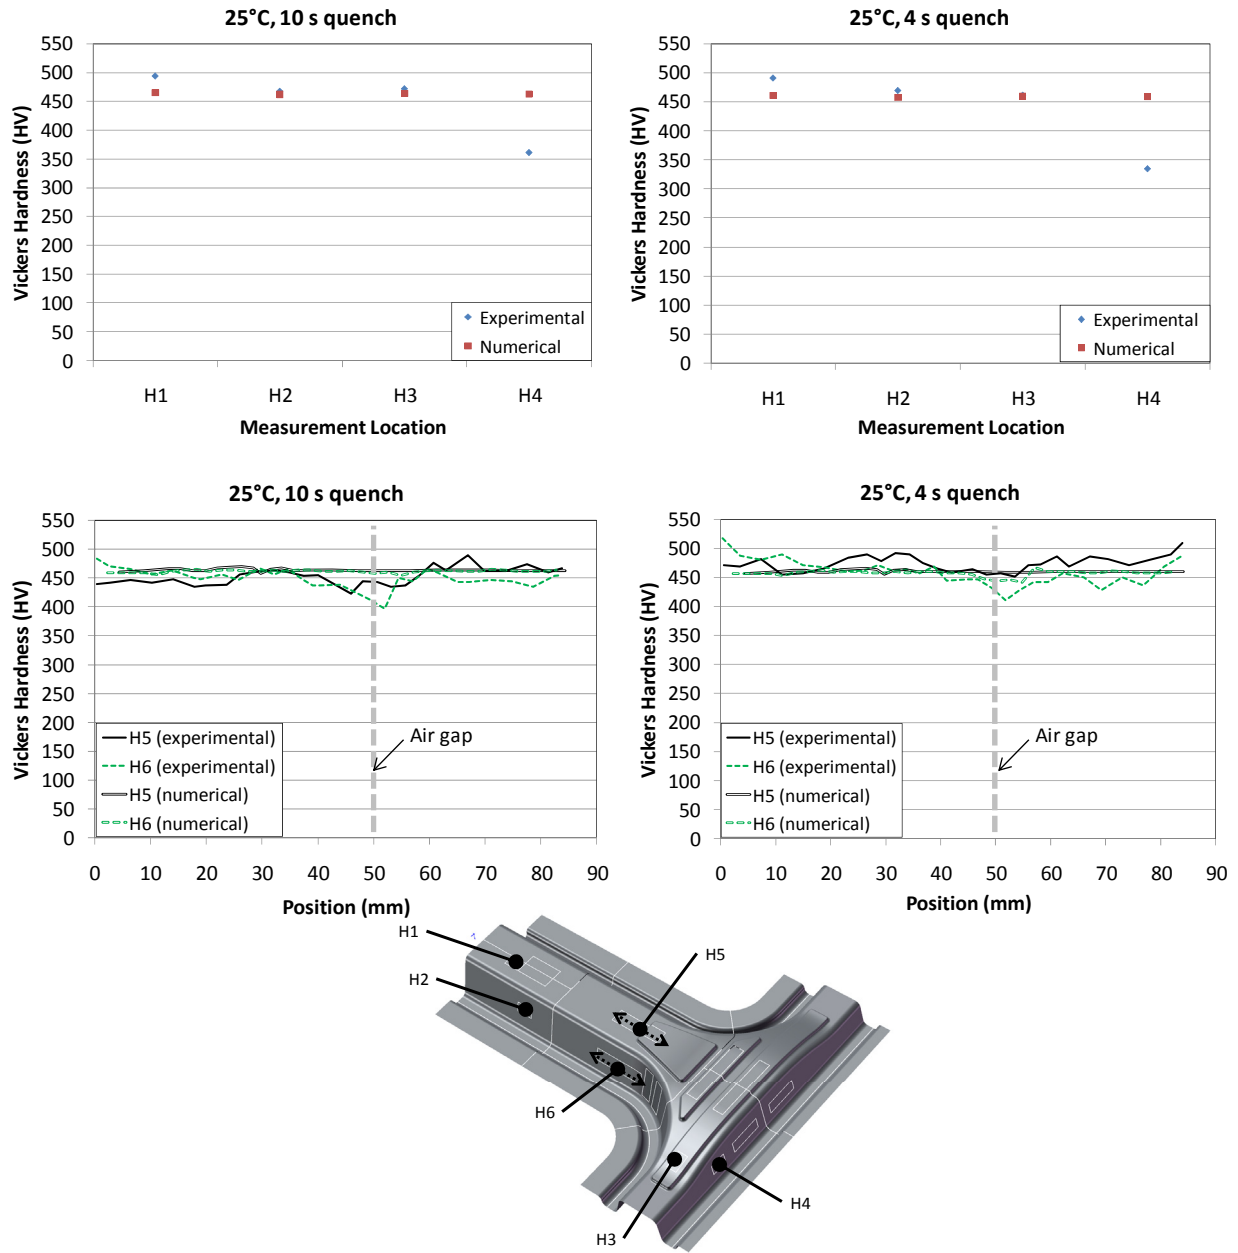 25°C, 10 s quench
Vickers Hardness (HV)
550
500
450
400
350
300
250
200
150
100
50
0
Experimental
Numerical
H1 H2 H3 H4
Measurement Location
25°C, 4 s quench
Vickers Hardness (HV)
550
500
450
400
350
300
250
200
150
100
50
0
Experimental
Numerical
H1 H2 H3 H4
Measurement Location
25°C, 10 s quench
Vickers Hardness (HV)
550
500
450
400
350
300
250
200
150
100
50
0
Air gap
H5 (experimental)
H6 (experimental)
H5 (numerical)
H6 (numerical)
0 10 20 30 40 50 60 70 80 90
Position (mm)
25°C, 4 s quench
Vickers Hardness (HV)
550
500
450
400
350
300
250
200
150
100
50
0
Air gap
H5 (experimental)
H6 (experimental)
H5 (numerical)
H6 (numerical)
0 10 20 30 40 50 60 70 80 90
Position (mm)
H1
H5
H2
H6
H4
H3